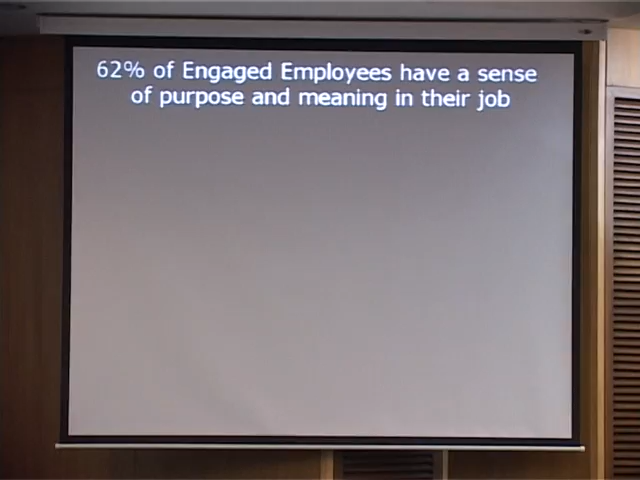 62% of Engaged Employees have a sense
of purpose and meaning in their job